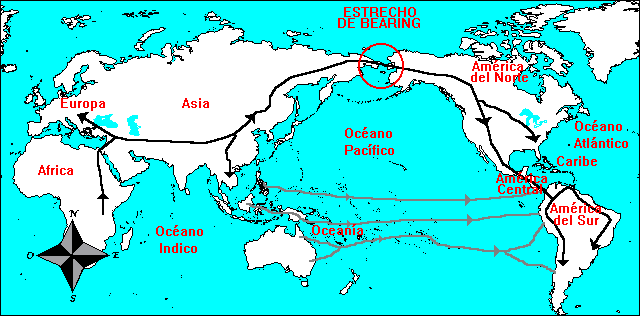 ESTRECHO
DE BEARING
América
del Norte
Europa
Asia
Océano
Atlántico
Océano
Pacífico
Caribe
Africa
América
Central
América
del Sur
Océano
Indico
Oceanía
N
O
E
S